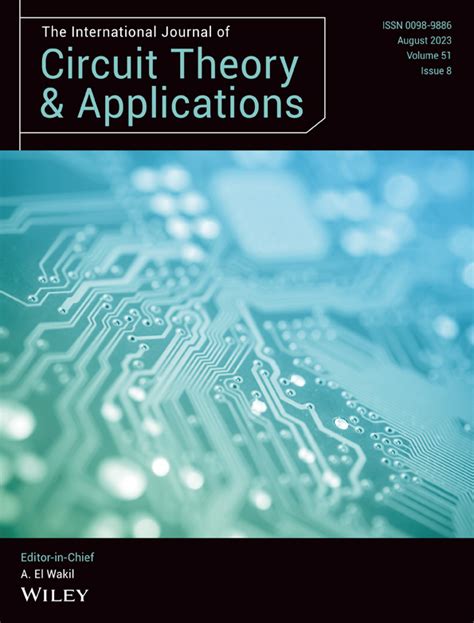 The International Journal of
Circuit Theory
& Applications
ISSN 0098-9886
August 2023
Volume 51
Issue 8
Editor-in-Chief
A. El Wakil
WILEY